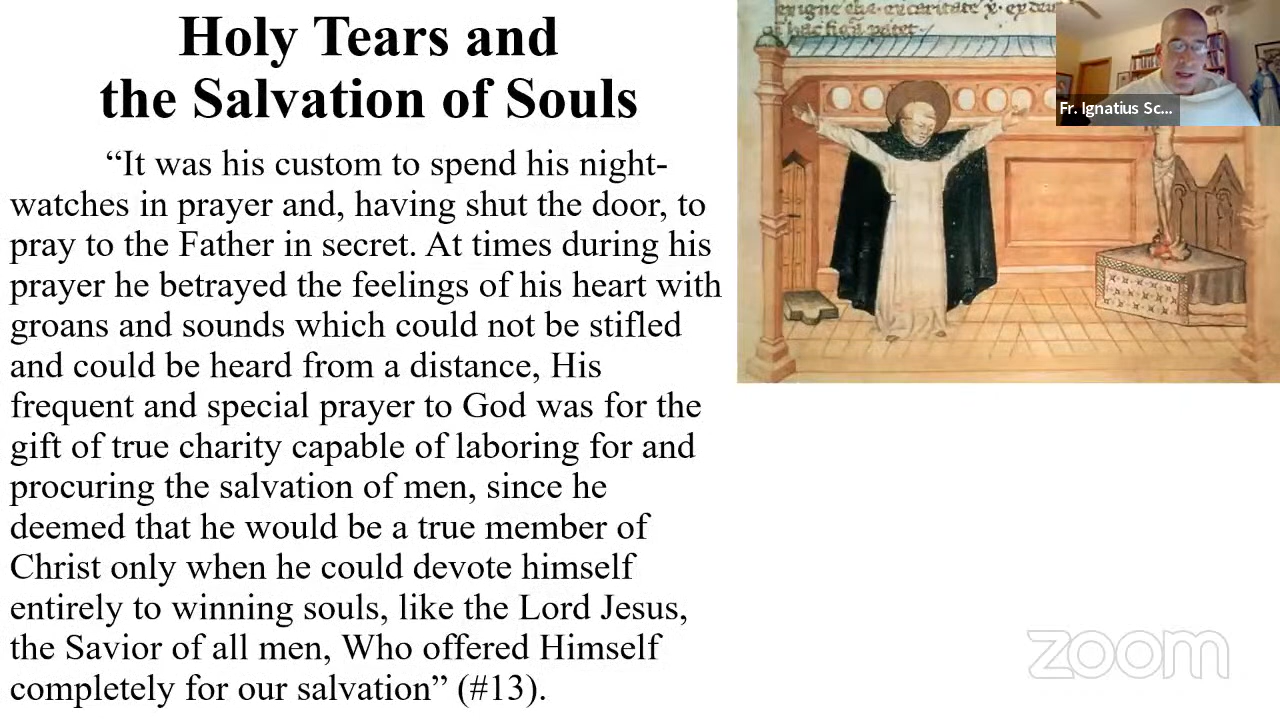 Holy Tears and
the Salvation of Souls
“It was his custom to spend his night-
watches in prayer and, having shut the door, to
pray to the Father in secret. At times during his
prayer he betrayed the feelings of his heart with
groans and sounds which could not be stifled
and could be heard from a distance, His
frequent and special prayer to God was for the
gift of true charity capable of laboring for and
procuring the salvation of men, since he
deemed that he would be a true member of
Christ only when he could devote himself
entirely to winning souls, like the Lord Jesus,
the Savior of all men, Who offered Himself
completely for our salvation” (#13).
Fr. Ignatius Sc...
zoom